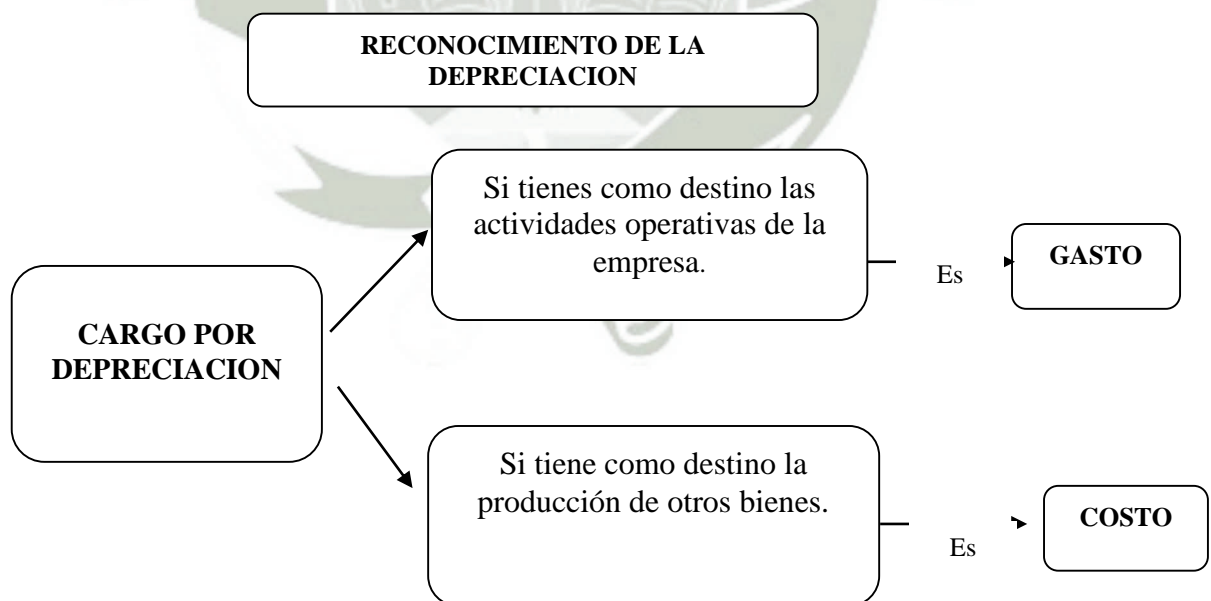 RECONOCIMIENTO DE LA
DEPRECIACION
Si tienes como destino las
actividades operativas de la
empresa.
Es
GASTO
CARGO POR
DEPRECIACION
Si tiene como destino la
producción de otros bienes.
Es
COSTO